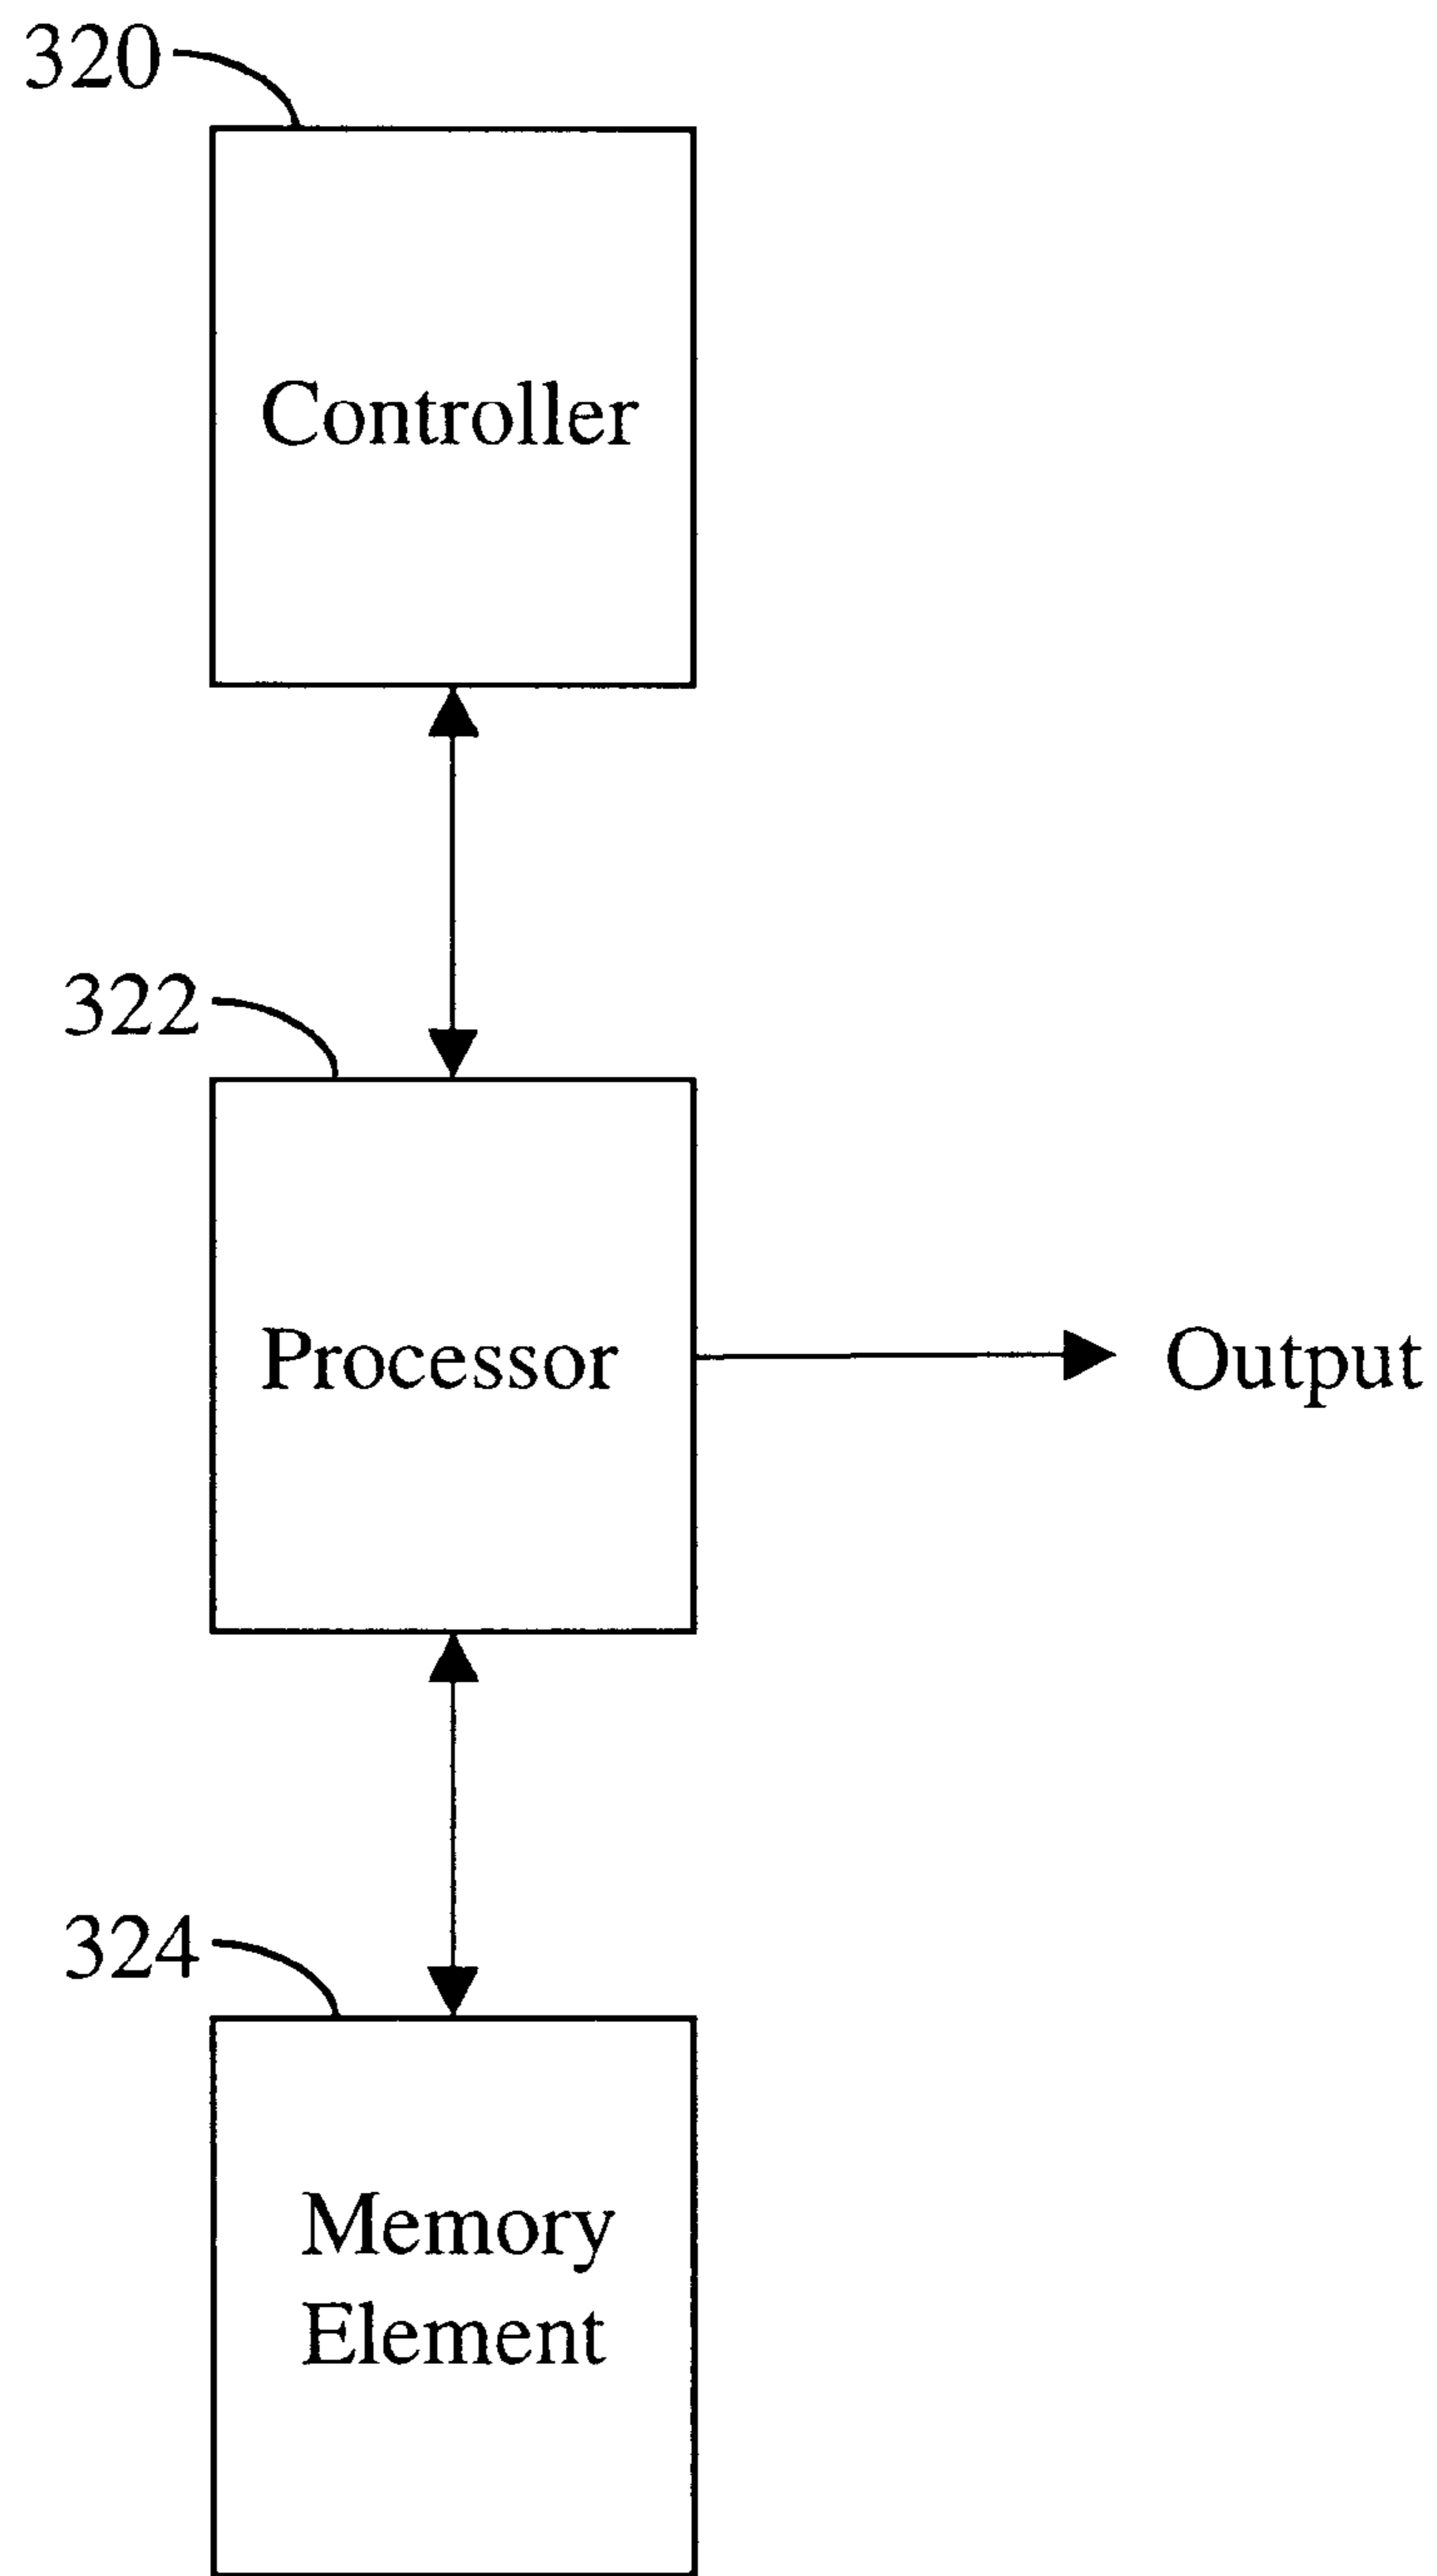 320
Controller
322
Processor
Output
324
Memory
Element